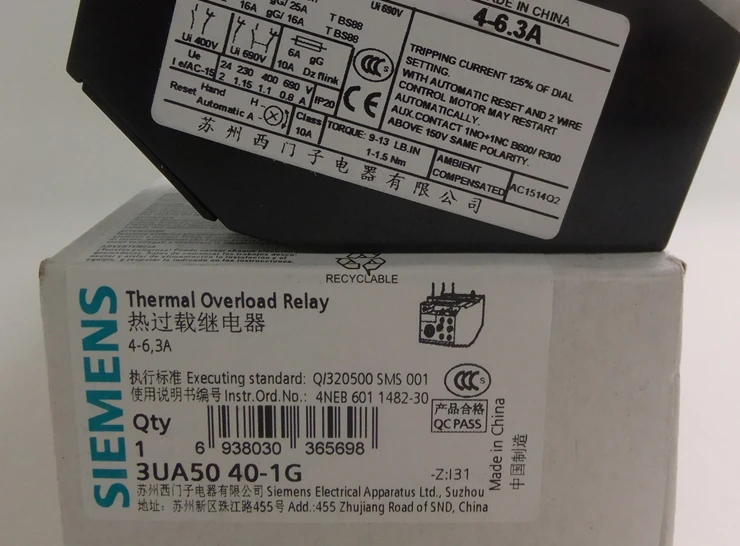 MADE IN CHINA
4-6.3A
gG/ 25A T BS88
16A gG/ 16A T BS88
Ui 690V
Ui 400V Ui 690V 6A gG
10A Dz flink
Ue 24 230 400 690 V
Ie/AC-15 2 1.15 1.1 0.8 A IP20
CCC
CE
Reset Hand H
Automatic A
Class 10A
TORQUE: 9-13 LB.IN
1-1.5 Nm
TRIPPING CURRENT 125% OF DIAL
SETTING.
WITH AUTOMATIC RESET AND 2 WIRE
CONTROL MOTOR MAY RESTART
AUTOMATICALLY.
AUX.CONTACT 1NO+1NC B600/ R300
ABOVE 150V SAME POLARITY.
AMBIENT
COMPENSATED
AC151402
苏州西门子电器有限公司
RECYCLABLE
SIEMENS
Thermal Overload Relay
热过载继电器
4-6,3A
执行标准 Executing standard: Q/320500 SMS 001
使用说明书编号 Instr.Ord.No.: 4NEB 601 1482-30
CCC S
产品合格
QC PASS
Qty
1
6 938030 365698
3UA50 40-1G
-Z:I31
Made in China
中国制造
苏州西门子电器有限公司 Siemens Electrical Apparatus Ltd., Suzhou
地址: 苏州新区珠江路455号 Add.:455 Zhujiang Road of SND, China